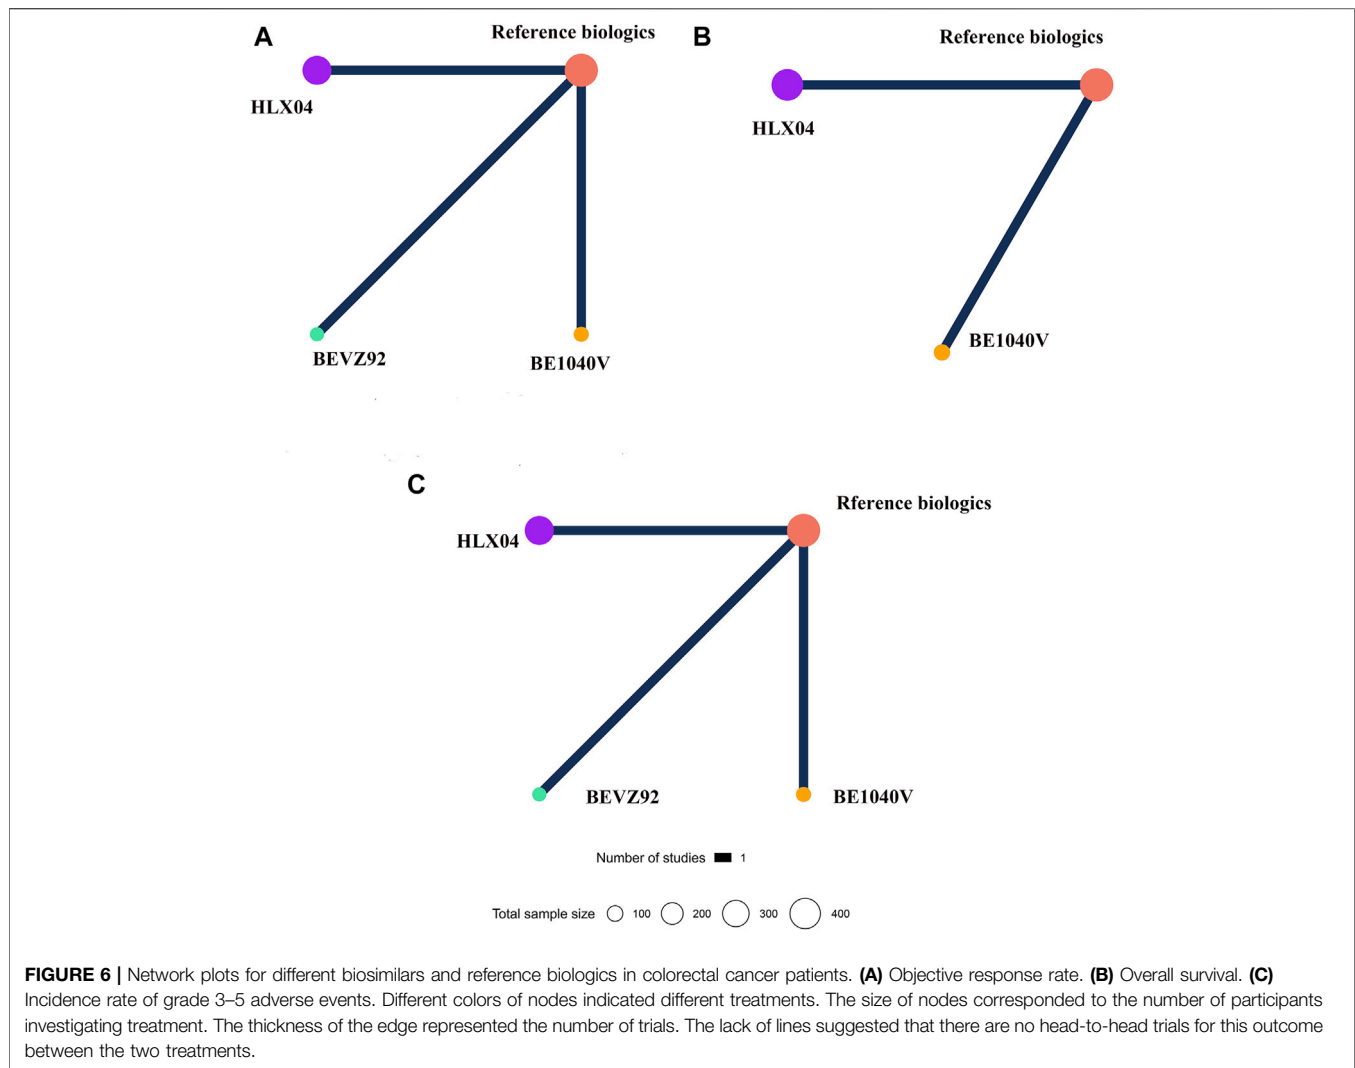 A
Reference biologics
HLX04
BEVZ92
BE1040V
B
Reference biologics
HLX04
BE1040V
C
Rference biologics
HLX04
BEVZ92
BE1040V
Number of studies 1
Total sample size 100 200 300 400
FIGURE 6 | Network plots for different biosimilars and reference biologics in colorectal cancer patients. (A) Objective response rate. (B) Overall survival. (C)
Incidence rate of grade 3–5 adverse events. Different colors of nodes indicated different treatments. The size of nodes corresponded to the number of participants
investigating treatment. The thickness of the edge represented the number of trials. The lack of lines suggested that there are no head-to-head trials for this outcome
between the two treatments.